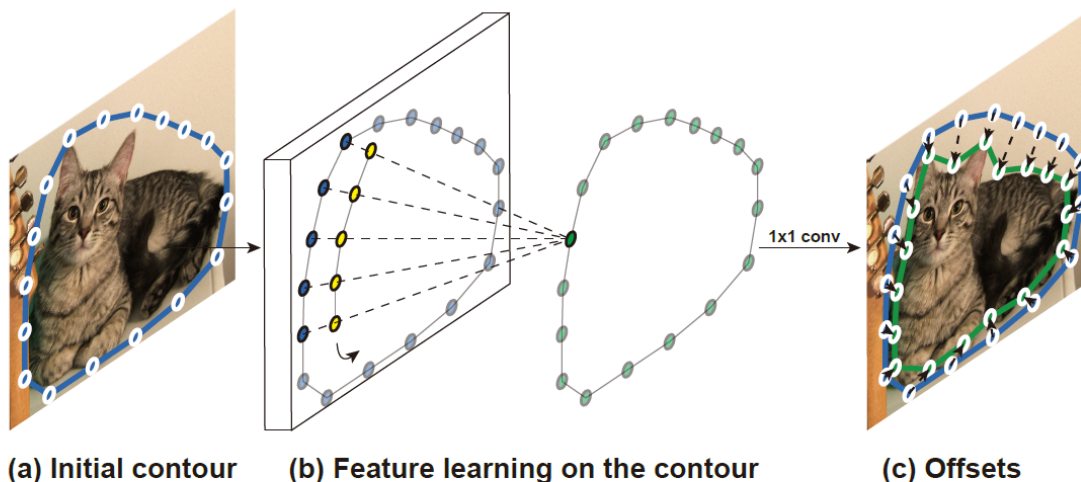 1x1 conv
(a) Initial contour
(b) Feature learning on the contour
(c) Offsets